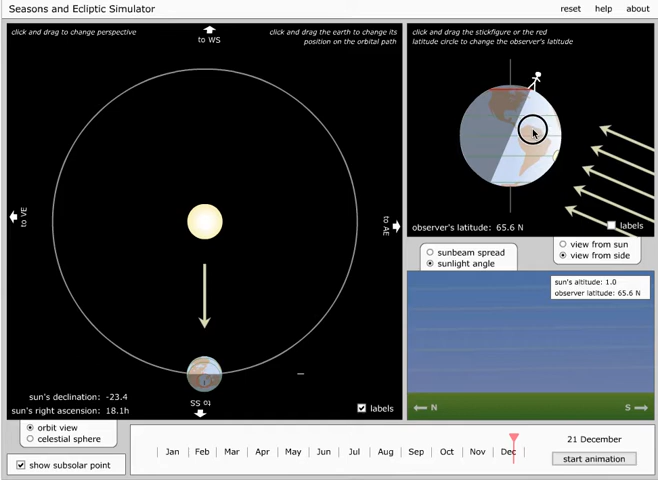 Seasons and Ecliptic Simulator
reset help about
click and drag to change perspective
click and drag the earth to change its
position on the orbital path
to WS
to VE
to AE
to SS
sun's declination: -23.4
sun's right ascension: 18.1h
labels
click and drag the stickfigure or the red
latitude circle to change the observer's latitude
observer's latitude: 65.6 N
labels
sunbeam spread
sunlight angle
view from sun
view from side
sun's altitude: 1.0
observer latitude: 65.6 N
N
S
orbit view
celestial sphere
show subsolar point
Jan Feb Mar Apr May Jun Jul Aug Sep Oct Nov Dec
21 December
start animation